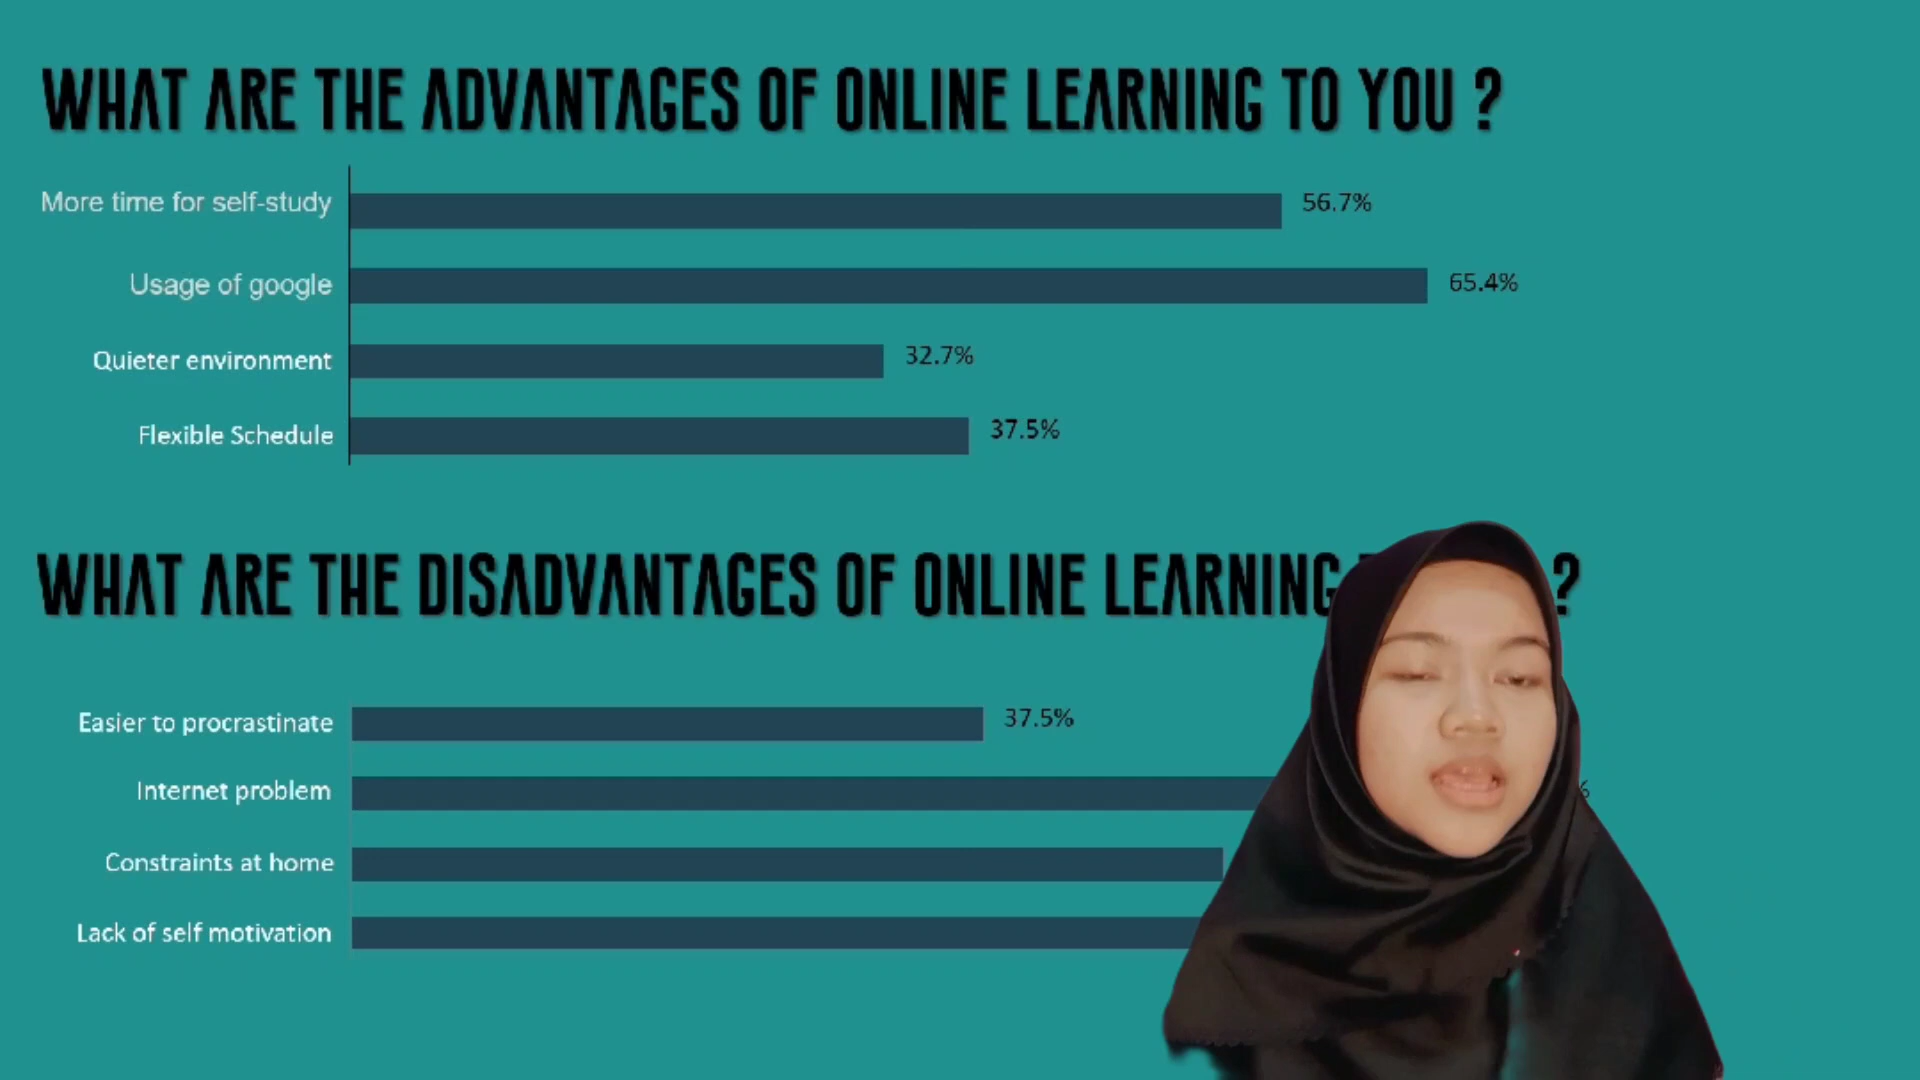 WHAT ARE THE ADVANTAGES OF ONLINE LEARNING TO YOU ?
More time for self-study 56.7%
Usage of google 65.4%
Quieter environment 32.7%
Flexible Schedule 37.5%
WHAT ARE THE DISADVANTAGES OF ONLINE LEARNING ?
Easier to procrastinate 37.5%
Internet problem %
Constraints at home
Lack of self motivation